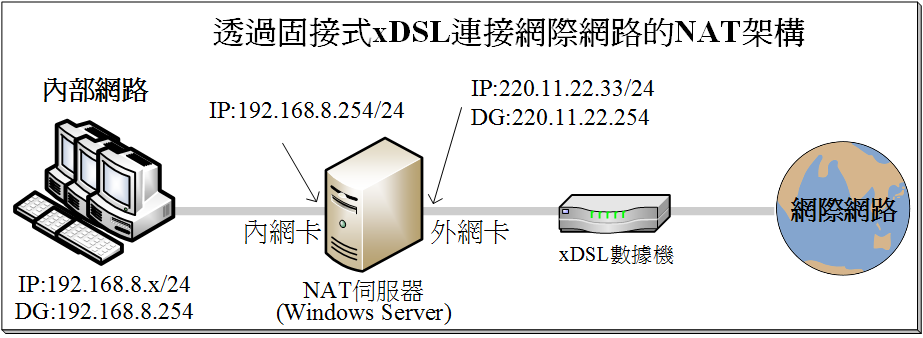 透過固接式xDSL連接網際網路的NAT架構
內部網路
IP:192.168.8.254/24
IP:220.11.22.33/24
DG:220.11.22.254
內網卡
外網卡
網際網路
xDSL數據機
IP:192.168.8.x/24
DG:192.168.8.254
NAT伺服器
(Windows Server)